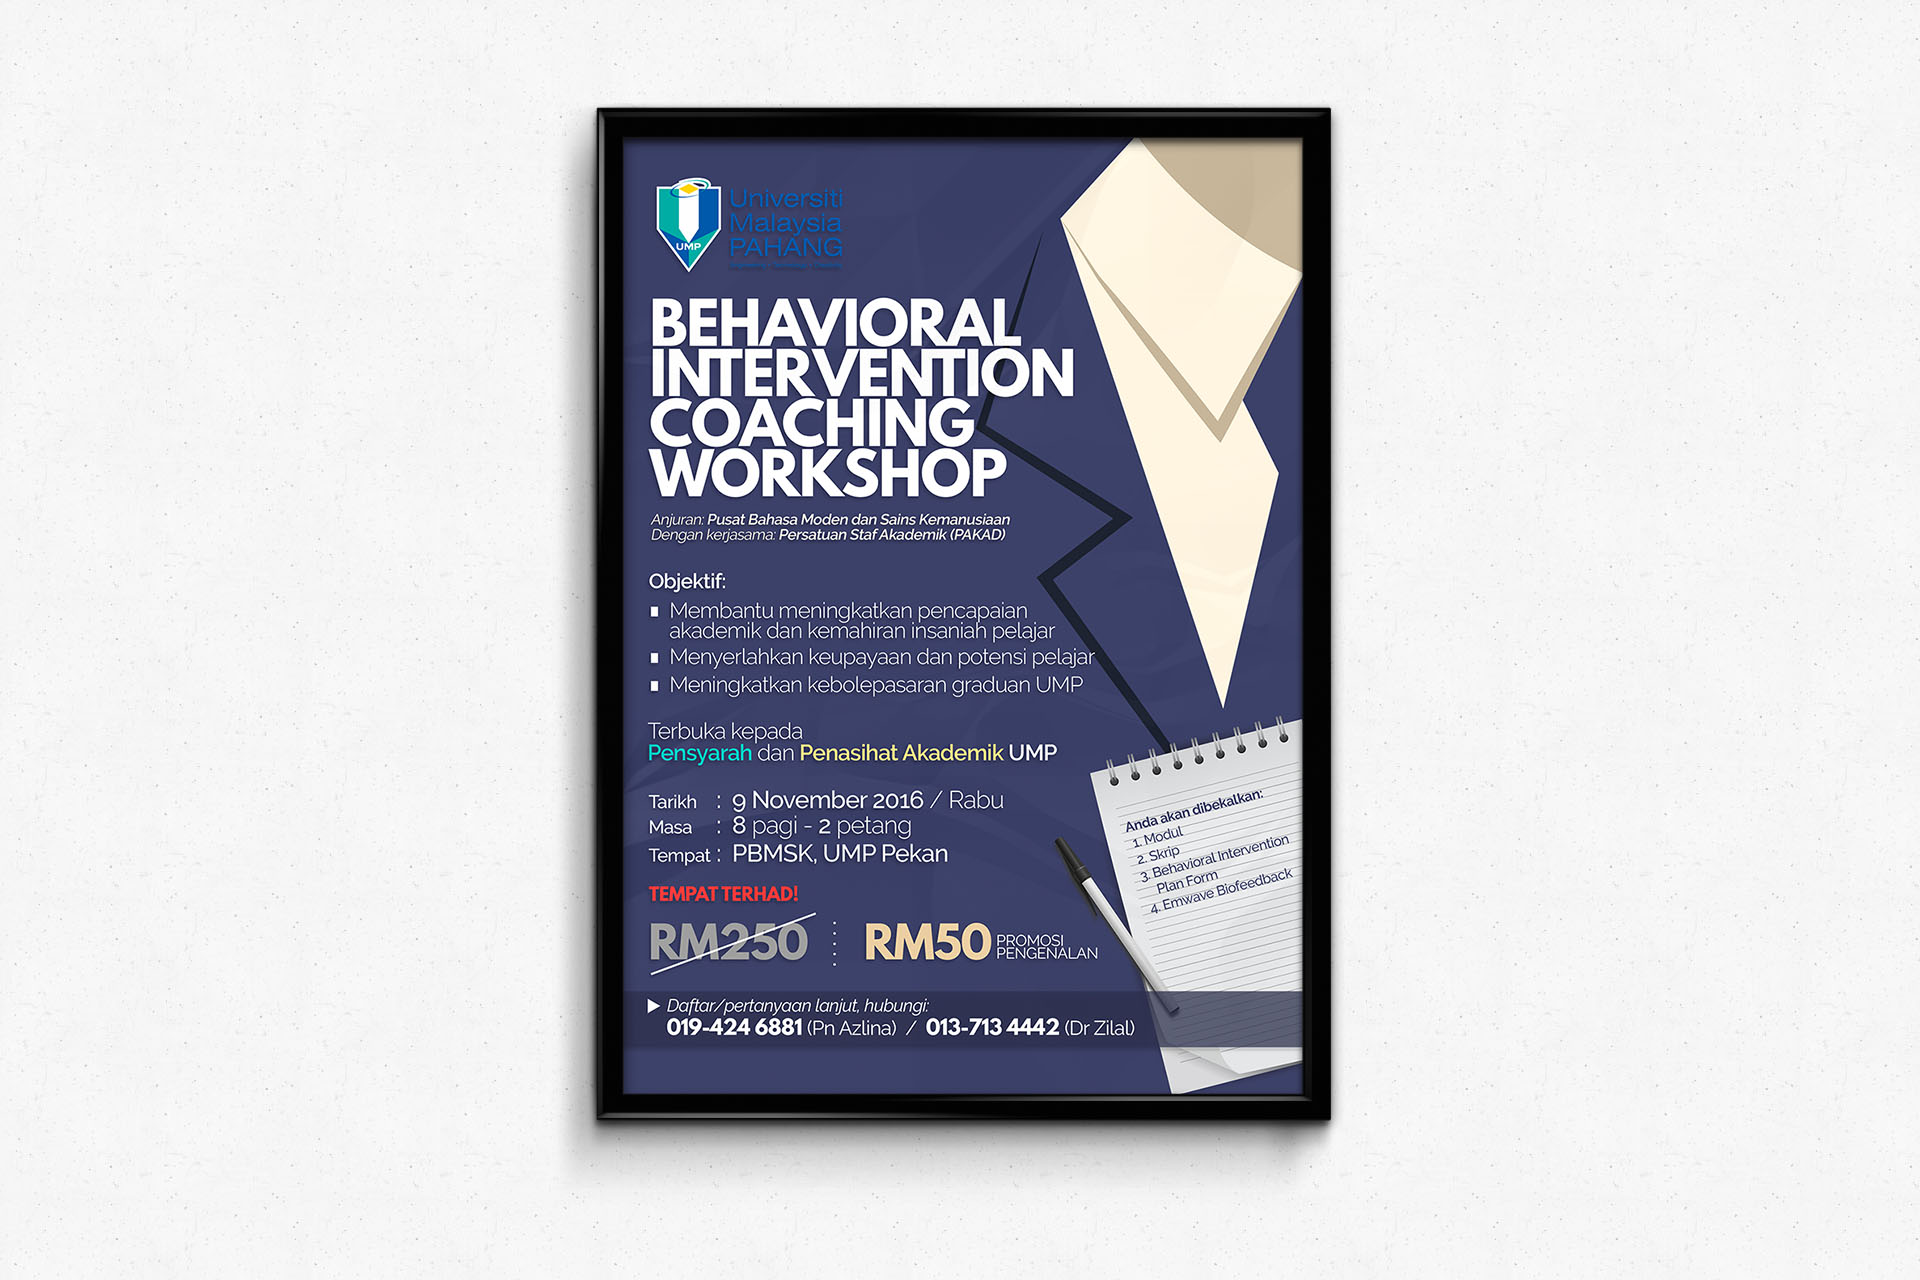 UMP
Universiti
Malaysia
PAHANG
BEHAVIORAL
INTERVENTION
COACHING
WORKSHOP
Anjuran: Pusat Bahasa Moden dan Sains Kemanusiaan
Dengan kerjasama: Persatuan Staf Akademik (PAKAD)
Objektif:
Membantu meningkatkan pencapaian
akademik dan kemahiran insaniah pelajar
Menyerlahkan keupayaan dan potensi pelajar
Meningkatkan kebolepasaran graduan UMP
Terbuka kepada
Pensyarah dan Penasihat Akademik UMP
Tarikh : 9 November 2016 / Rabu
Masa : 8 pagi - 2 petang
Tempat : PBMSK, UMP Pekan
Anda akan dibekalkan:
1. Modul
2. Skrip
3. Behavioral Intervention
Plan Form
4. Emwave Biofeedback
TEMPAT TERHAD!
RM250
RM50 PROMOSI
PENGENALAN
Daftar/pertanyaan lanjut, hubungi:
019-424 6881 (Pn Azlina) / 013-713 4442 (Dr Zilal)